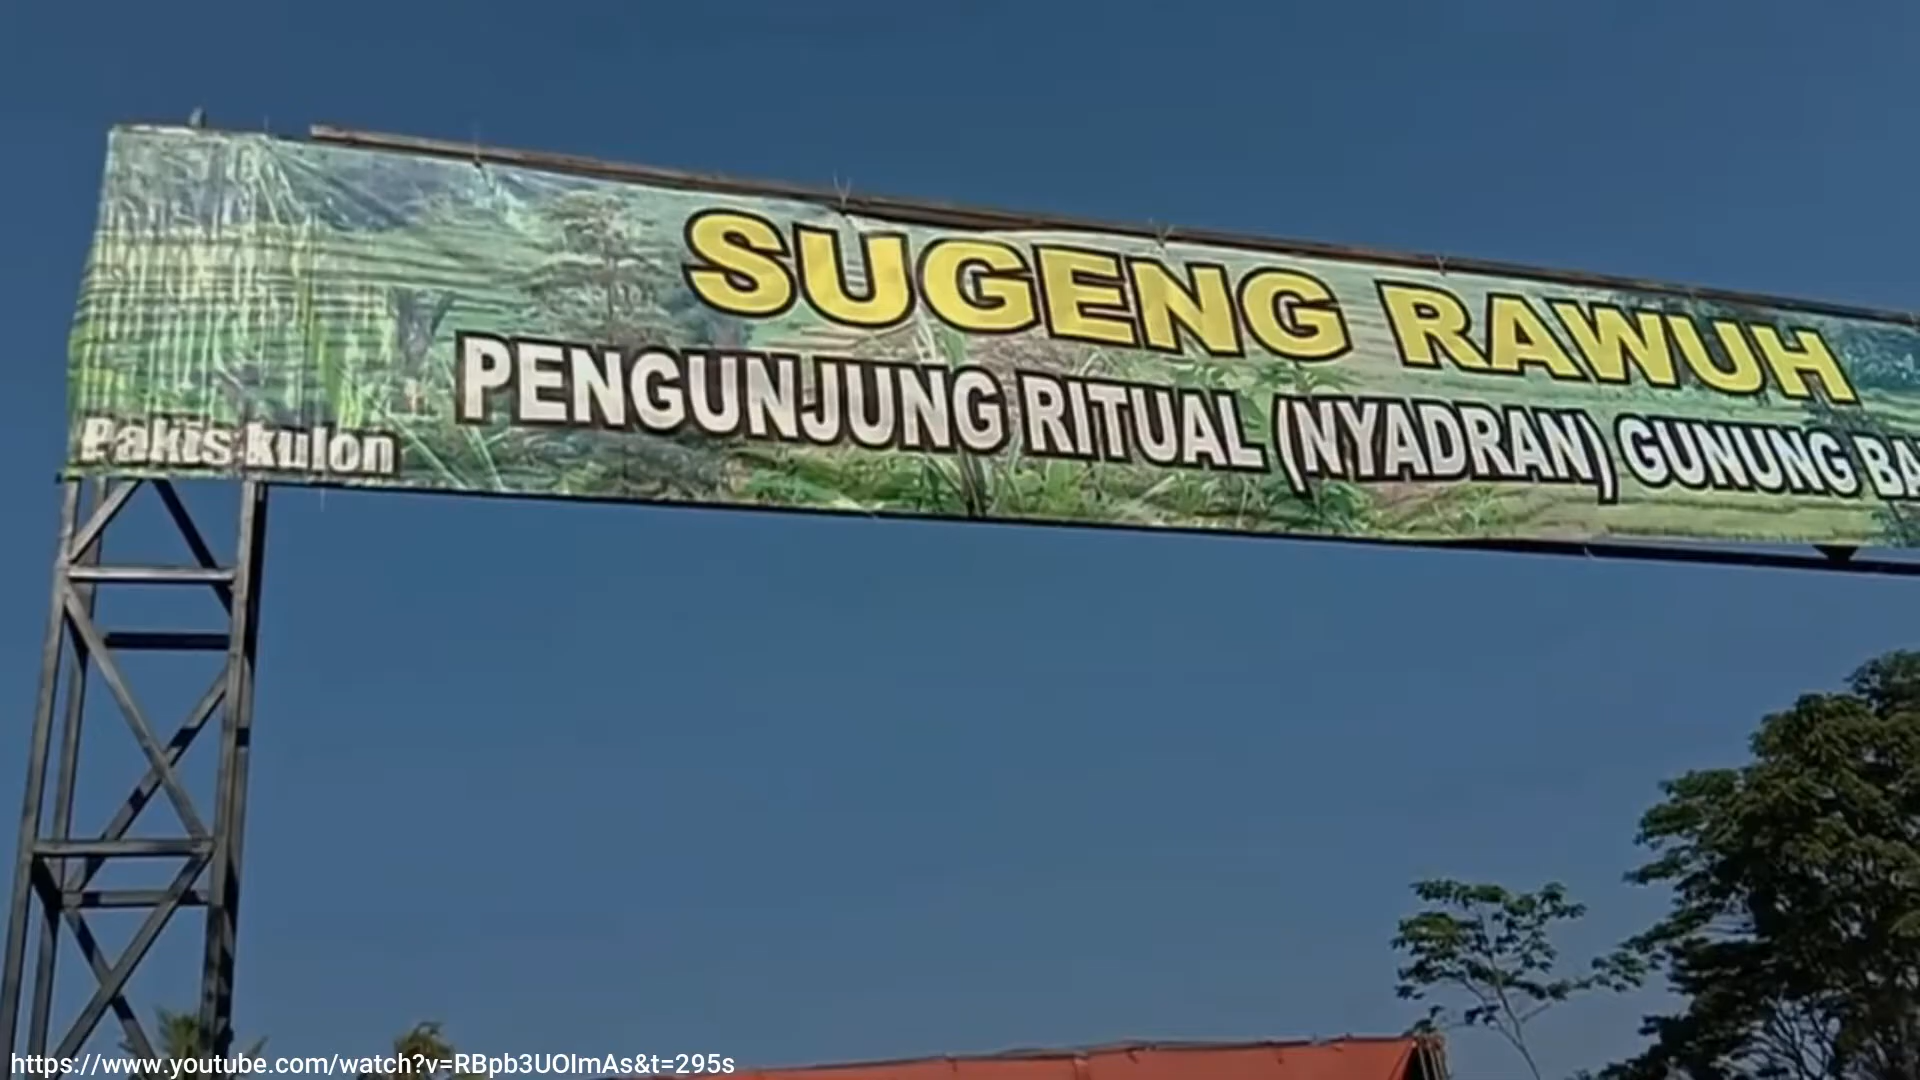 SUGENG RAWUH
PENGUNJUNG RITUAL (NYADRAN) GUNUNG
Pakis kulon
https://www.youtube.com/watch?v=RBpb3UOImAs&t=295s